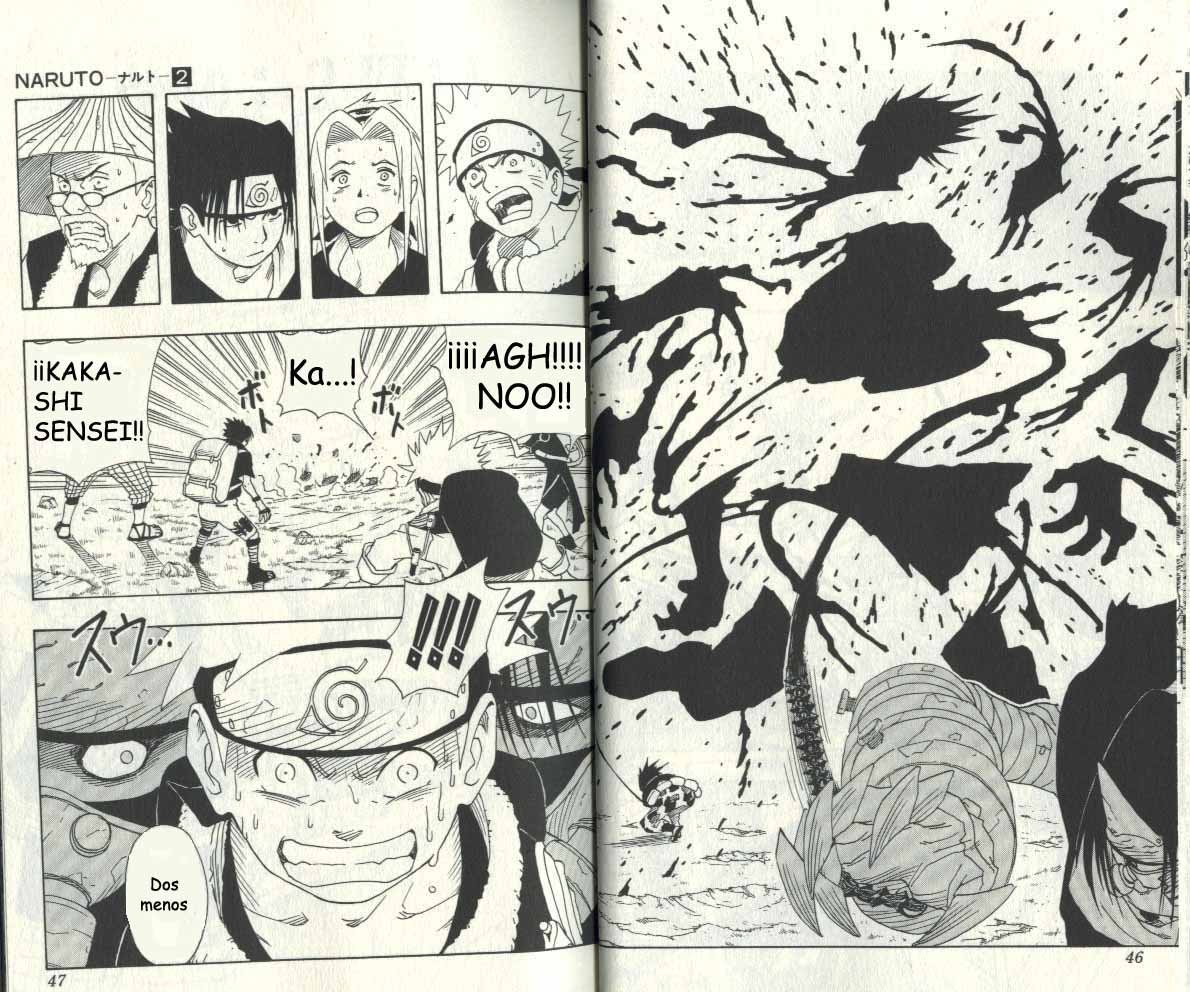 46
NARUTO —ナルト— 2
¡¡¡¡AGH!!!!
NOO!!
ボト
Ka...!
ボト
¡¡KAKA-
SHI
SENSEI!!
スウ…
!!!
スウ…
Dos
menos
47